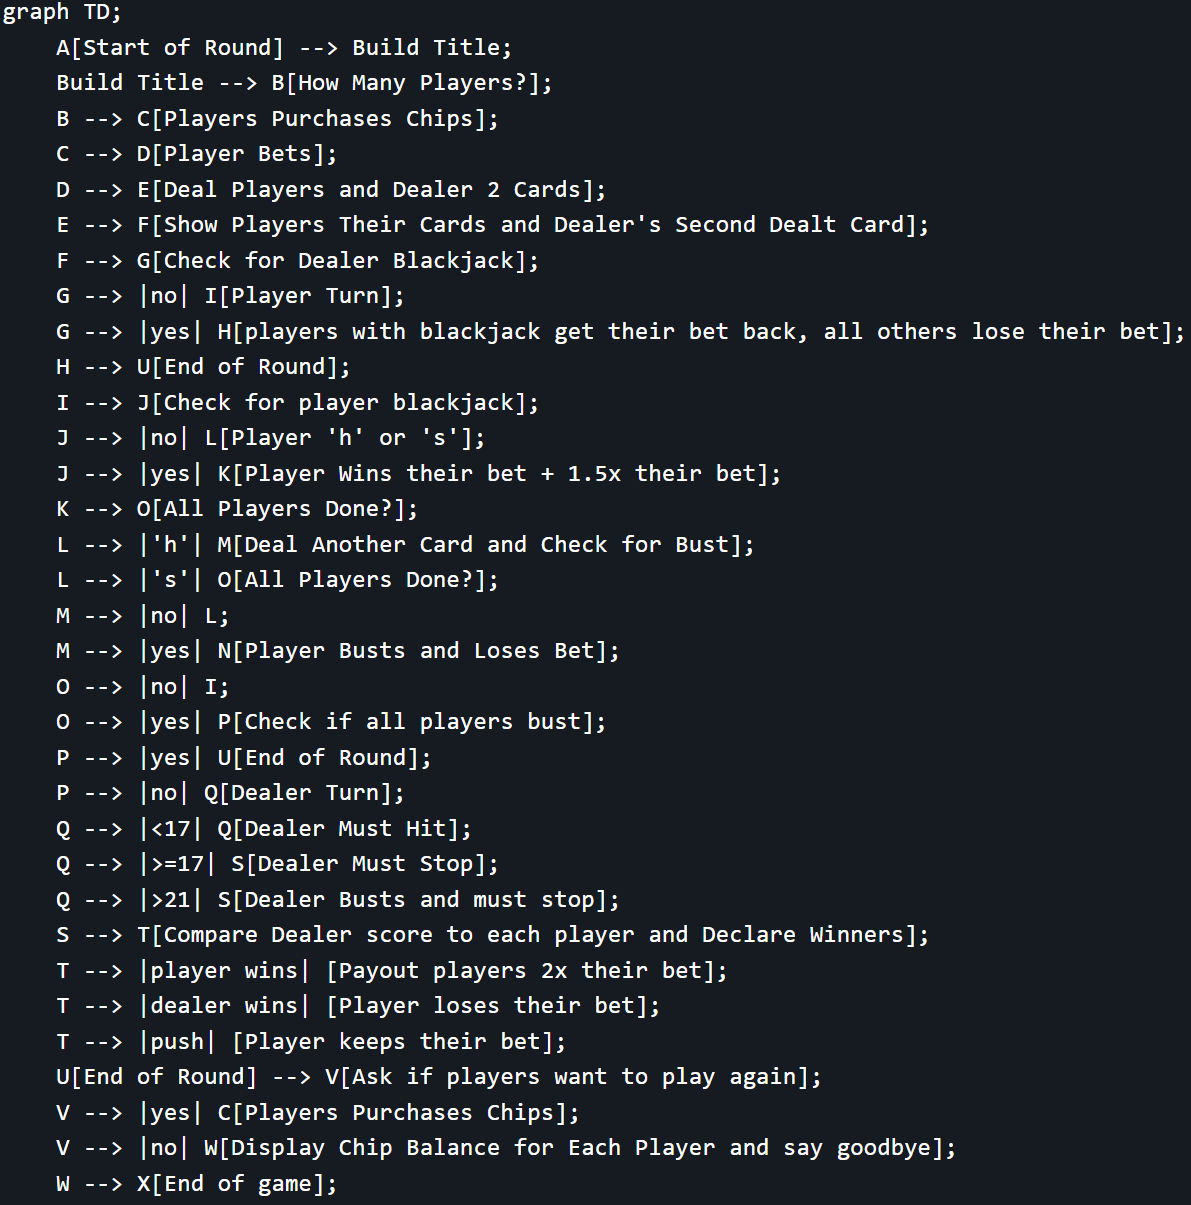 graph TD;
A[Start of Round] --> Build Title;
Build Title --> B[How Many Players?];
B --> C[Players Purchases Chips];
C --> D[Player Bets];
D --> E[Deal Players and Dealer 2 Cards];
E --> F[Show Players Their Cards and Dealer's Second Dealt Card];
F --> G[Check for Dealer Blackjack];
G --> |no| I[Player Turn];
G --> |yes| H[players with blackjack get their bet back, all others lose their bet];
H --> U[End of Round];
I --> J[Check for player blackjack];
J --> |no| L[Player 'h' or 's'];
J --> |yes| K[Player Wins their bet + 1.5x their bet];
K --> O[All Players Done?];
L --> |'h'| M[Deal Another Card and Check for Bust];
L --> |'s'| O[All Players Done?];
M --> |no| L;
M --> |yes| N[Player Busts and Loses Bet];
O --> |no| I;
O --> |yes| P[Check if all players bust];
P --> |yes| U[End of Round];
P --> |no| Q[Dealer Turn];
Q --> |<17| Q[Dealer Must Hit];
Q --> |>=17| S[Dealer Must Stop];
Q --> |>21| S[Dealer Busts and must stop];
S --> T[Compare Dealer score to each player and Declare Winners];
T --> |player wins| [Payout players 2x their bet];
T --> |dealer wins| [Player loses their bet];
T --> |push| [Player keeps their bet];
U[End of Round] --> V[Ask if players want to play again];
V --> |yes| C[Players Purchases Chips];
V --> |no| W[Display Chip Balance for Each Player and say goodbye];
W --> X[End of game];